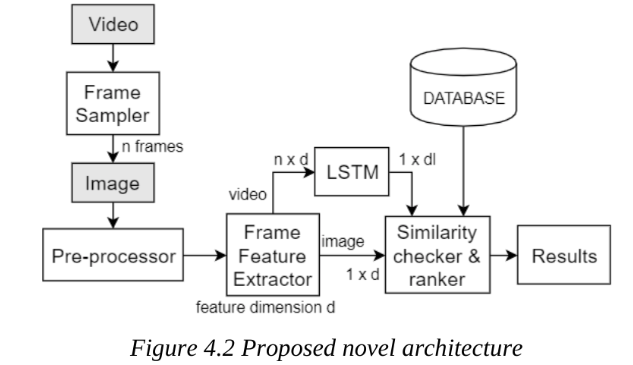 Video
Frame
Sampler
n frames
Image
Pre-processor
DATABASE
n x d
LSTM
1 x dl
video
Frame
Feature
Extractor
image
1 x d
feature dimension d
Similarity
checker &
ranker
Results
Figure 4.2 Proposed novel architecture